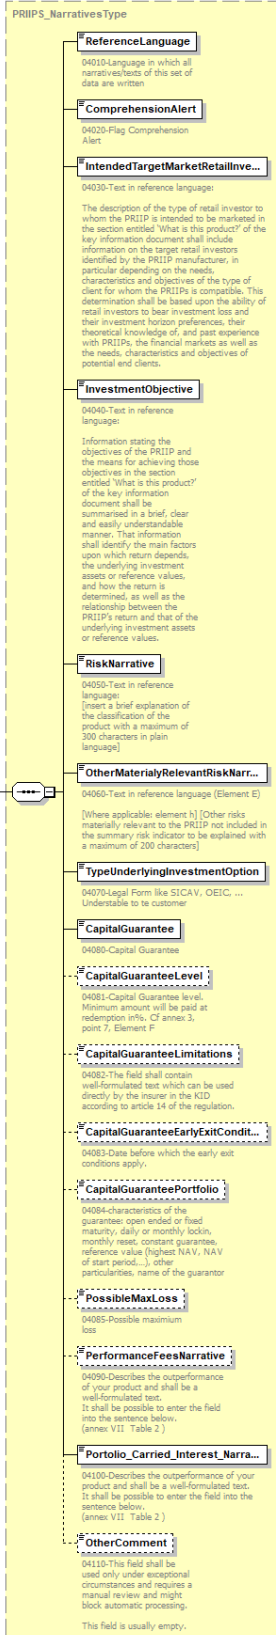 PRIIPS_NarrativesType
ReferenceLanguage
04010-Language in which all
narratives/texts of this set of
data are written
ComprehensionAlert
04020-Flag Comprehension
Alert
IntendedTargetMarketRetailInve...
04030-Text in reference language:
The description of the type of retail investor to
whom the PRIIP is intended to be marketed in
the section entitled 'What is this product?' of the
key information document shall include
information on the target retail investors
identified by the PRIIP manufacturer, in
particular depending on the needs,
characteristics and objectives of the type of
client for whom the PRIIPs is compatible. This
determination shall be based upon the ability of
retail investors to bear investment loss and
their investment horizon preferences, their
theoretical knowledge of, and past experience
with PRIIPs, the financial markets as well as
the needs, characteristics and objectives of
potential end clients.
InvestmentObjective
04040-Text in reference
language:
Information stating the
objectives of the PRIIP and
the means for achieving those
objectives in the section
entitled 'What is this product?'
of the key information
document shall be
summarised in a brief, clear
and easily understandable
manner. That information
shall identify the main factors
upon which return depends,
the underlying investment
assets or reference values,
and how the return is
determined, as well as the
relationship between the
PRIIP's return and that of the
underlying investment assets
or reference values.
RiskNarrative
04050-Text in reference
language:
[insert a brief explanation of
the classification of the
product with a maximum of
300 characters in plain
language]
OtherMaterialyRelevantRiskNarr...
04060-Text in reference language (Element E)
[Where applicable: element h] [Other risks
materially relevant to the PRIIP not included in
the summary risk indicator to be explained with
a maximum of 200 characters]
TypeUnderlyingInvestmentOption
04070-Legal Form like SICAV, OEIC, ...
Understable to te customer
CapitalGuarantee
04080-Capital Guarantee
CapitalGuaranteeLevel
04081-Capital Guarantee level.
Minimum amount will be paid at
redemption in%. Cf annex 3,
point 7, Element F
CapitalGuaranteeLimitations
04082-The field shall contain
well-formulated text which can be used
directly by the insurer in the KID
according to article 14 of the regulation.
CapitalGuaranteeEarlyExitCondit...
04083-Date before which the early exit
conditions apply.
CapitalGuaranteePortfolio
04084-characteristics of the
guarantee: open ended or fixed
maturity, daily or monthly lockin,
monthly reset, constant guarantee,
reference value (highest NAV, NAV
of start period,...), other
particularities, name of the guarantor
PossibleMaxLoss
04085-Possible maximium
loss
PerformanceFeesNarrative
04090-Describes the outperformance
of your product and shall be a
well-formulated text.
It shall be possible to enter the field
into the sentence below.
(annex VII Table 2 )
Portolio_Carried_Interest_Narra...
04100-Describes the outperformance of your
product and shall be a well-formulated text.
It shall be possible to enter the field into the
sentence below.
(annex VII Table 2 )
OtherComment
04110-This field shall be
used only under exceptional
circumstances and requires a
manual review and might
block automatic processing.
This field is usually empty.